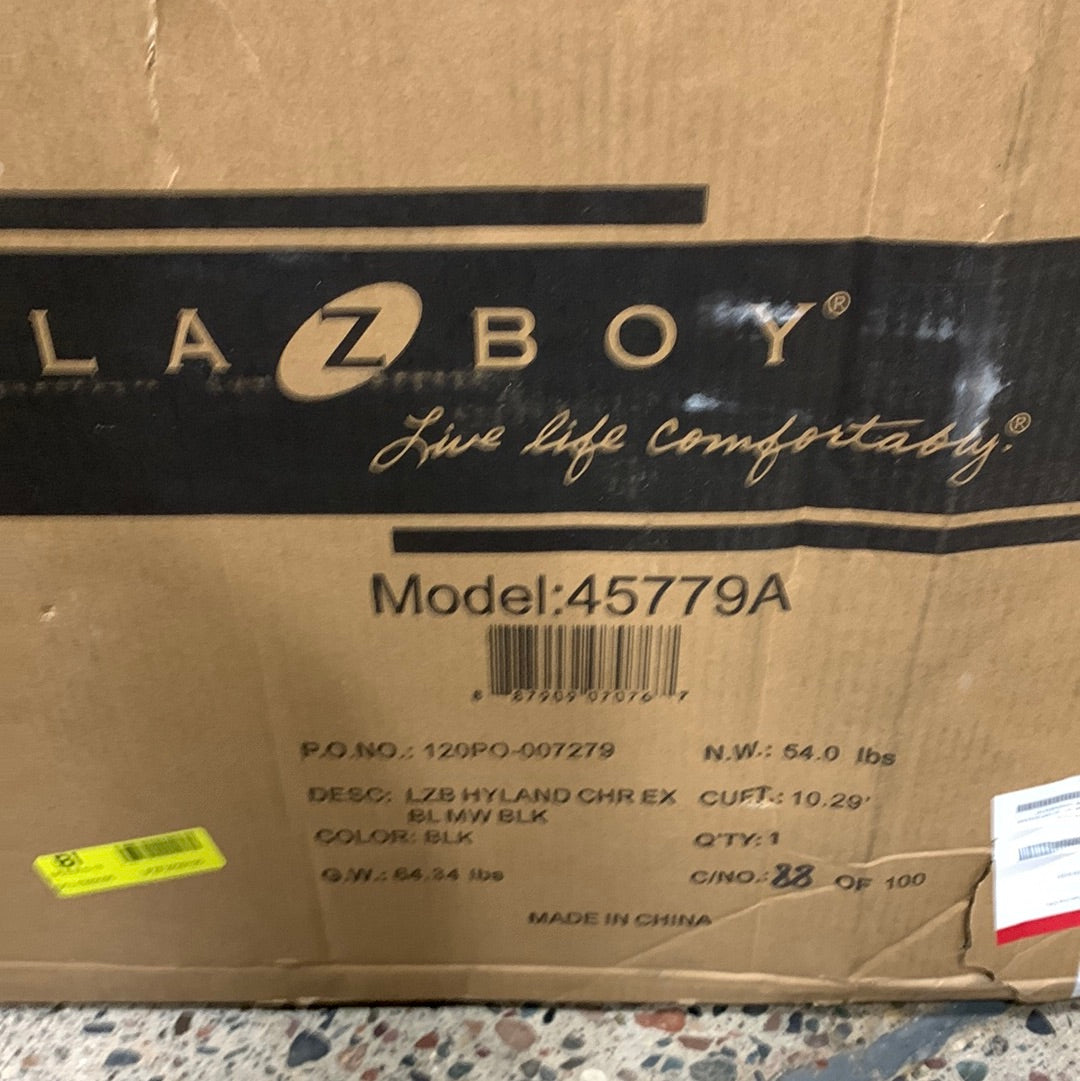 LAZBOY®
Live life comfortably.®
Model:45779A
8 87909 07076 7
P.O.NO.: 120PO-007279
N.W.: 54.0 lbs
DESC: LZB HYLAND CHR EX
BL MW BLK
CUFT.: 10.29'
COLOR: BLK
Q'TY: 1
G.W.: 64.34 lbs
C/NO.: 88 OF 100
MADE IN CHINA